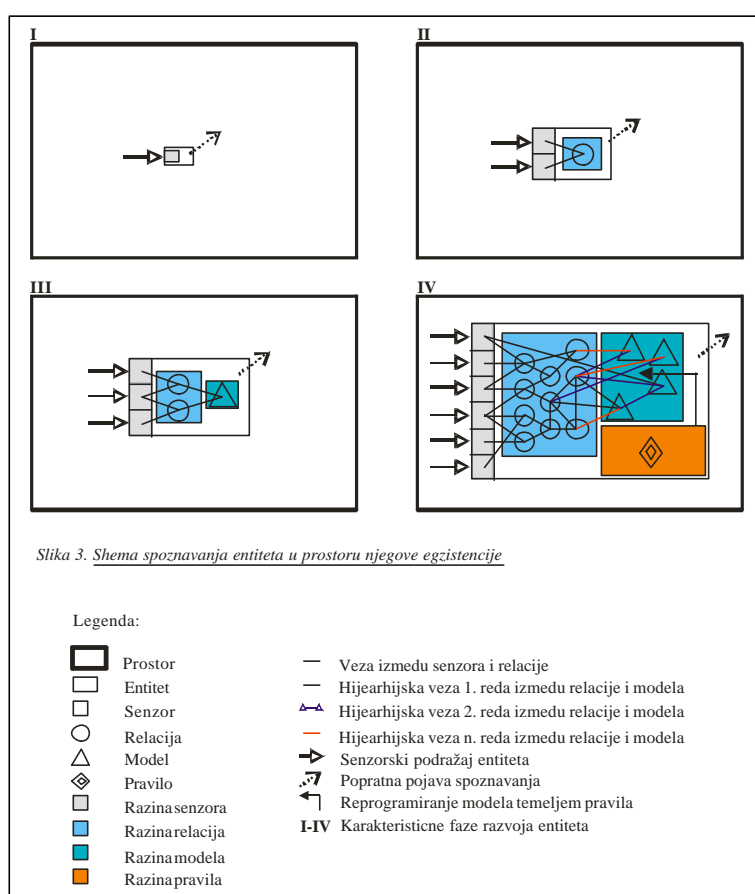 I
II
III
IV
Slika 3. Shema spoznavanja entiteta u prostoru njegove egzistencije
Legenda:
Prostor
Entitet
Senzor
Relacija
Model
Pravilo
Razina senzora
Razina relacija
Razina modela
Razina pravila
Veza izmedu senzora i relacije
Hijearhijska veza 1. reda izmedu relacije i modela
Hijearhijska veza 2. reda izmedu relacije i modela
Hijearhijska veza n. reda izmedu relacije i modela
Senzorski podražaj entiteta
Popratna pojava spoznavanja
Reprogramiranje modela temeljem pravila
I-IV Karakteristicne faze razvoja entiteta